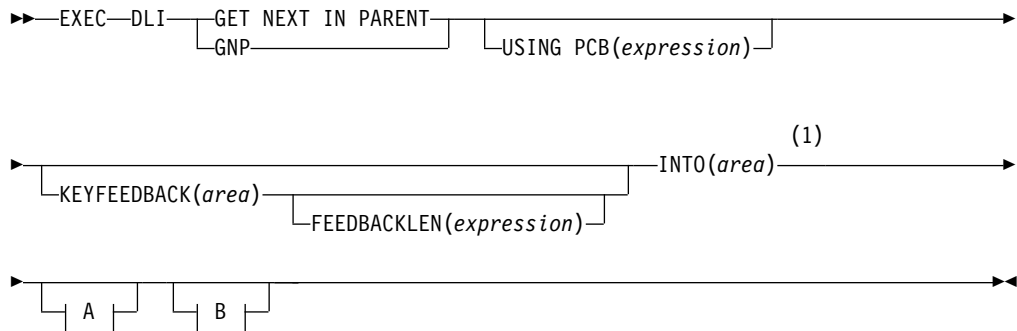 EXEC DLI GET NEXT IN PARENT
GNP USING PCB(expression)
(1)
INTO(area)
KEYFEEDBACK(area)
FEEDBACKLEN(expression)
A B